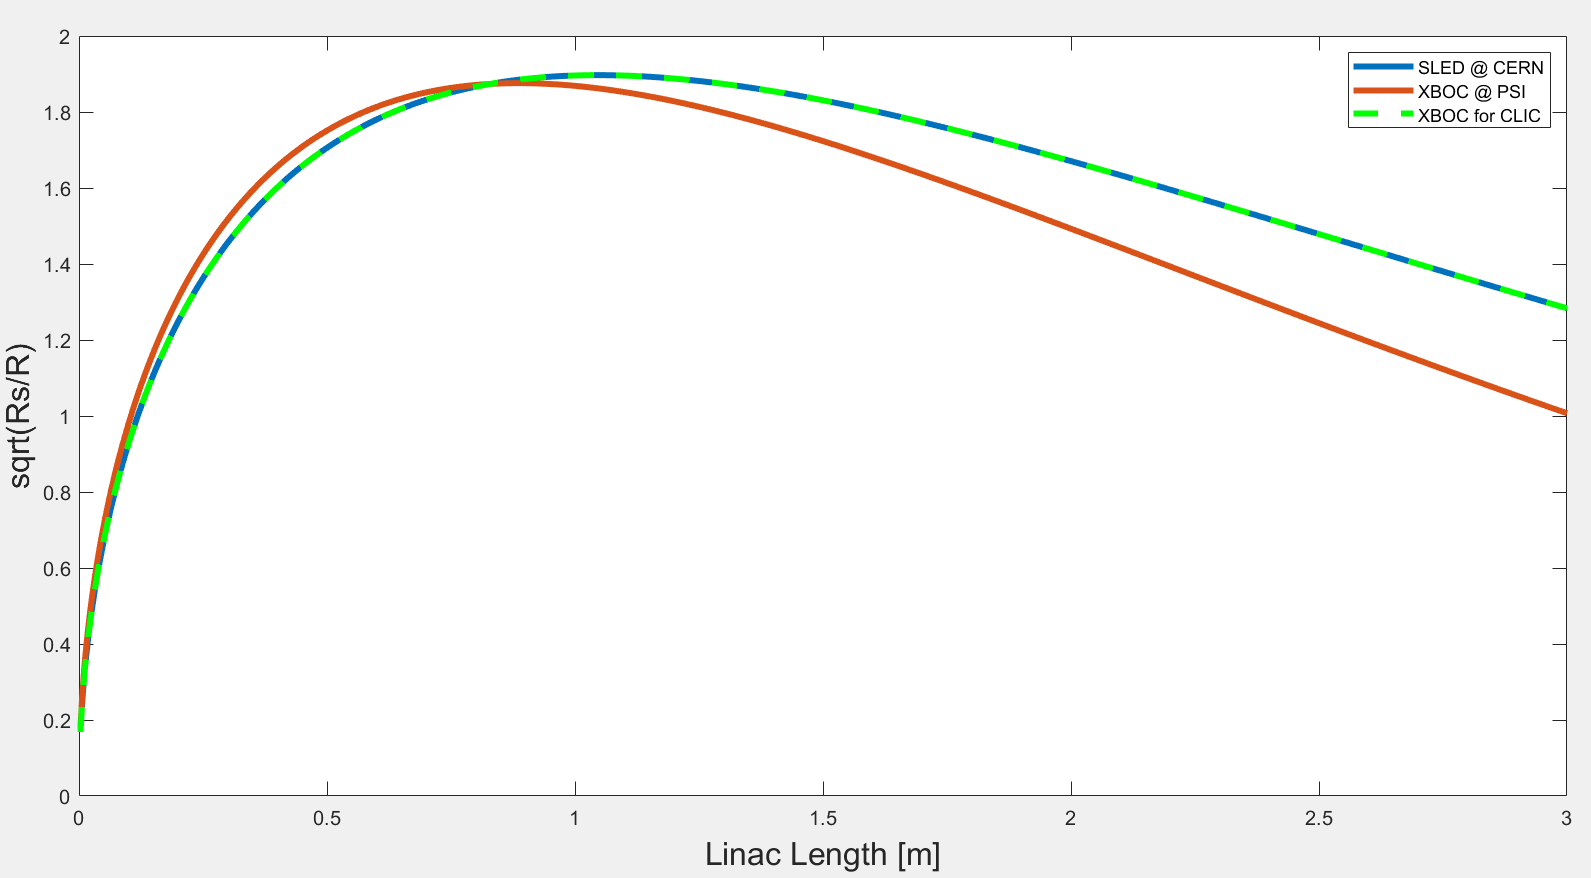 2
1.8
1.6
1.4
1.2
1
0.8
0.6
0.4
0.2
0
sqrt(Rs/R)
SLED @ CERN
XBOC @ PSI
XBOC for CLIC
0 0.5 1 1.5 2 2.5 3
Linac Length [m]